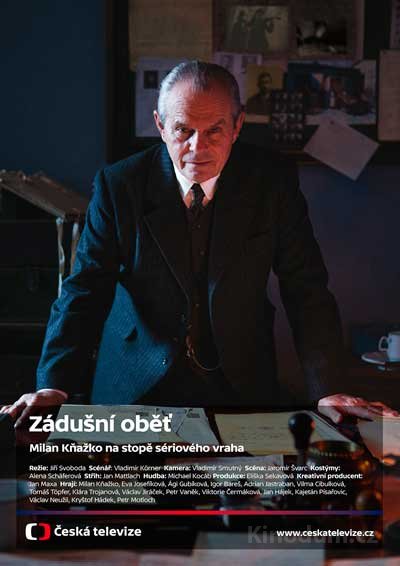 Zádušní oběť
Milan Kňažko na stopě sériového vraha
Režie: Jiří Svoboda Scénář: Vladimír Körner Kamera: Vladimír Smutný Scéna: Jaromír Švarc Kostýmy:
Alena Schäferová Střih: Jan Mattlach Hudba: Michael Kocáb Produkce: Eliška Sekavová Kreativní producent:
Jan Maxa Hrají: Milan Kňažko, Eva Josefíková, Ági Gubíková, Igor Bareš, Adrian Jastraban, Vilma Cibulková,
Tomáš Töpfer, Klára Trojanová, Václav Jiráček, Petr Vaněk, Viktorie Čermáková, Jan Hájek, Kajetán Písařovic,
Václav Neužil, Kryštof Hádek, Petr Motloch
Česká televize
www.ceskatelevize.cz
Kinodum.cz